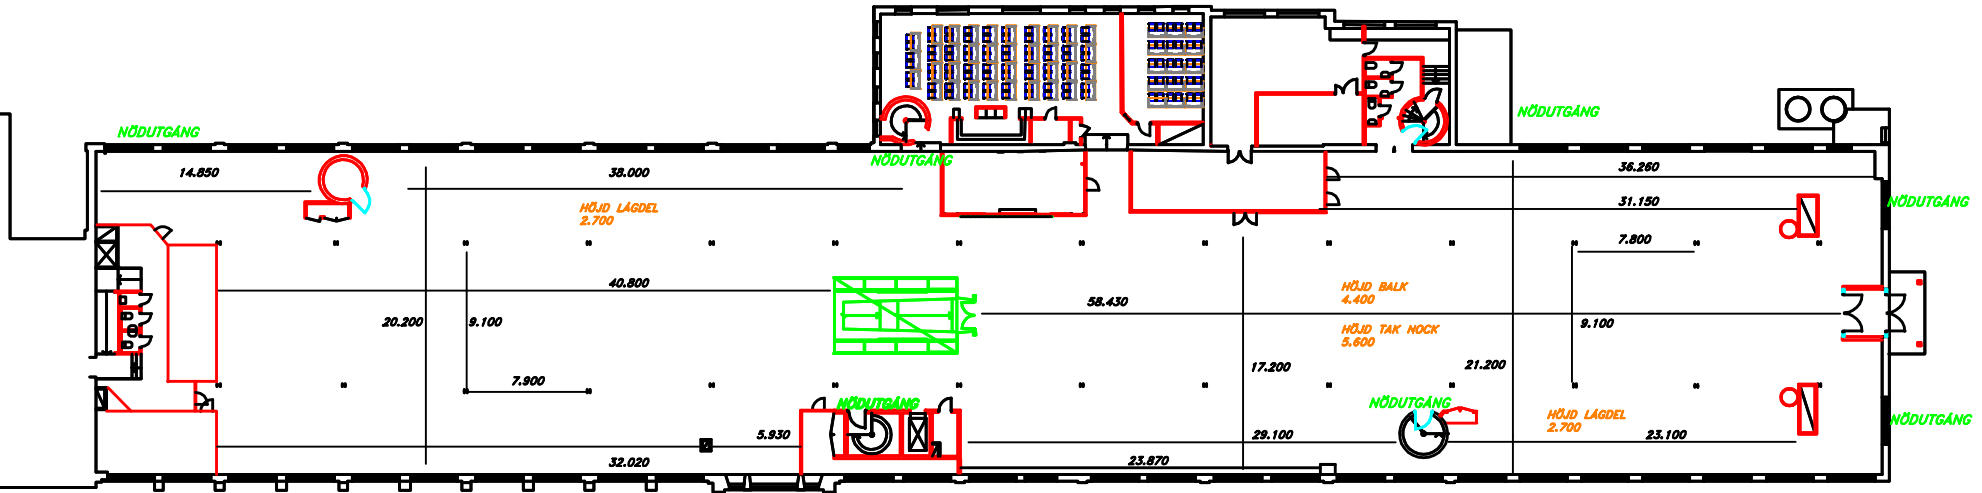 NÖDUTGÅNG
NÖDUTGÅNG
NÖDUTGÅNG
14.850
38.000
36.260
HÖJD LÅGDEL
2.700
31.150
NÖDUTGÅNG
7.800
40.800
58.430
HÖJD BALK
4.400
20.200
9.100
HÖJD TAK NOCK
5.600
9.100
17.200
21.200
7.900
NÖDUTGÅNG
NÖDUTGÅNG
HÖJD LÅGDEL
2.700
NÖDUTGÅNG
5.930
29.100
23.100
32.020
23.870